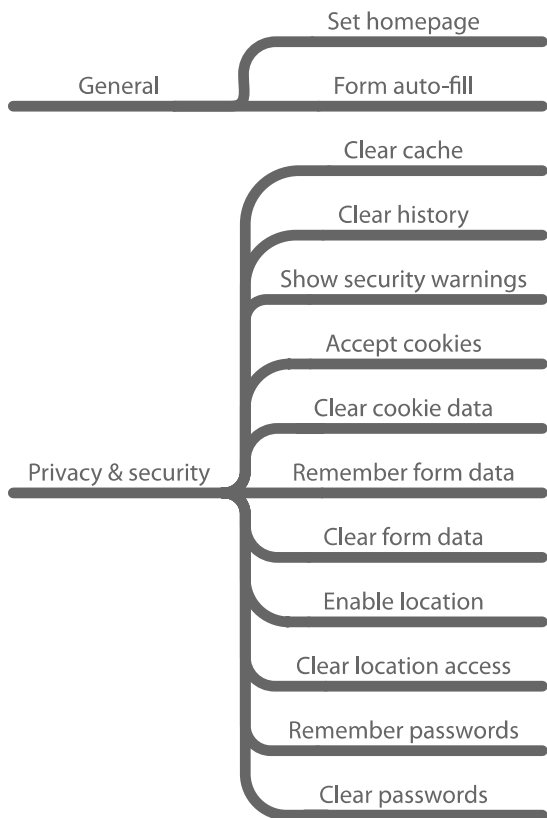 Set homepage
General
Form auto-fill
Clear cache
Clear history
Show security warnings
Accept cookies
Clear cookie data
Privacy & security
Remember form data
Clear form data
Enable location
Clear location access
Remember passwords
Clear passwords